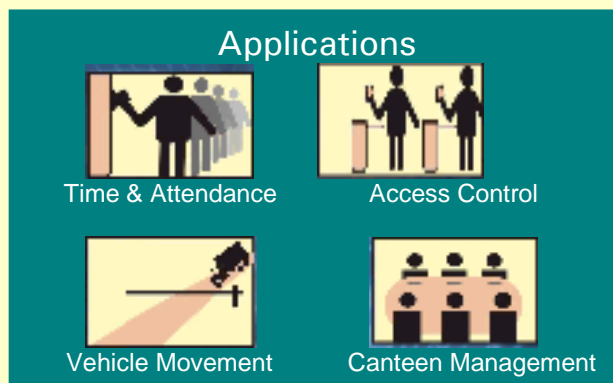 Applications
Time & Attendance
Access Control
Vehicle Movement
Canteen Management